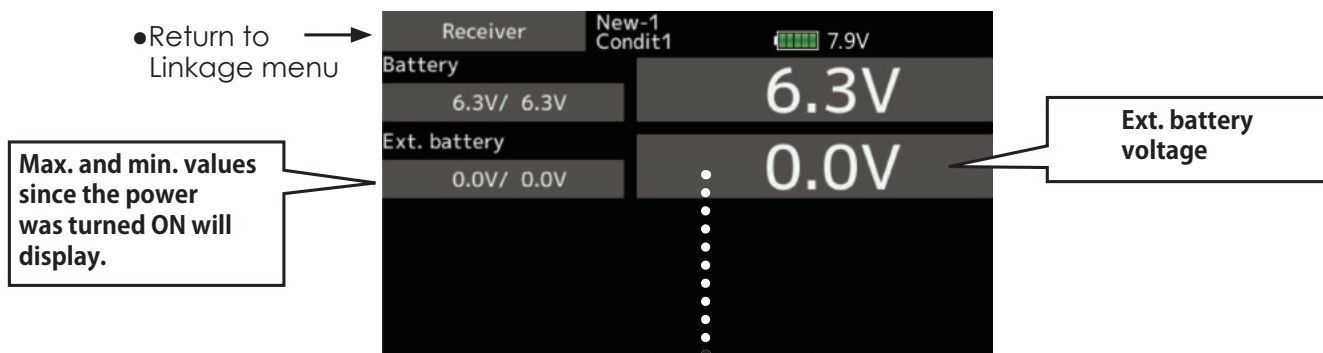 ●Return to
Linkage menu
Receiver
New-1
Condit1
7.9V
Battery
6.3V/ 6.3V
6.3V
Ext. battery
0.0V/ 0.0V
0.0V
Max. and min. values
since the power
was turned ON will
display.
Ext. battery
voltage